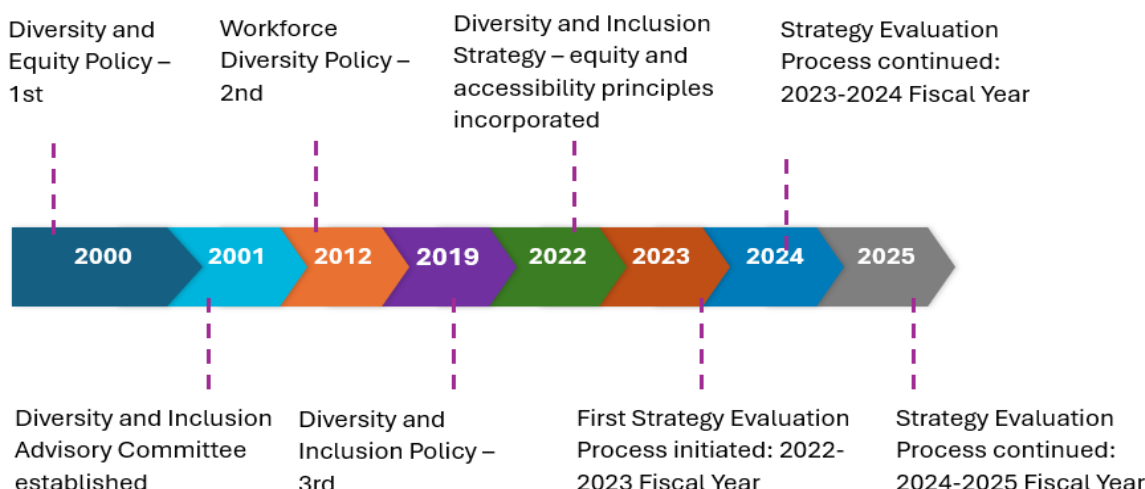 Diversity and
Equity Policy –
1st
Workforce
Diversity Policy –
2nd
Diversity and Inclusion
Strategy – equity and
accessibility principles
incorporated
Strategy Evaluation
Process continued:
2023-2024 Fiscal Year
2000
2001
2012
2019
2022
2023
2024
2025
Diversity and Inclusion
Advisory Committee
established
Diversity and
Inclusion Policy –
3rd
First Strategy Evaluation
Process initiated: 2022-
2023 Fiscal Year
Strategy Evaluation
Process continued:
2024-2025 Fiscal Year